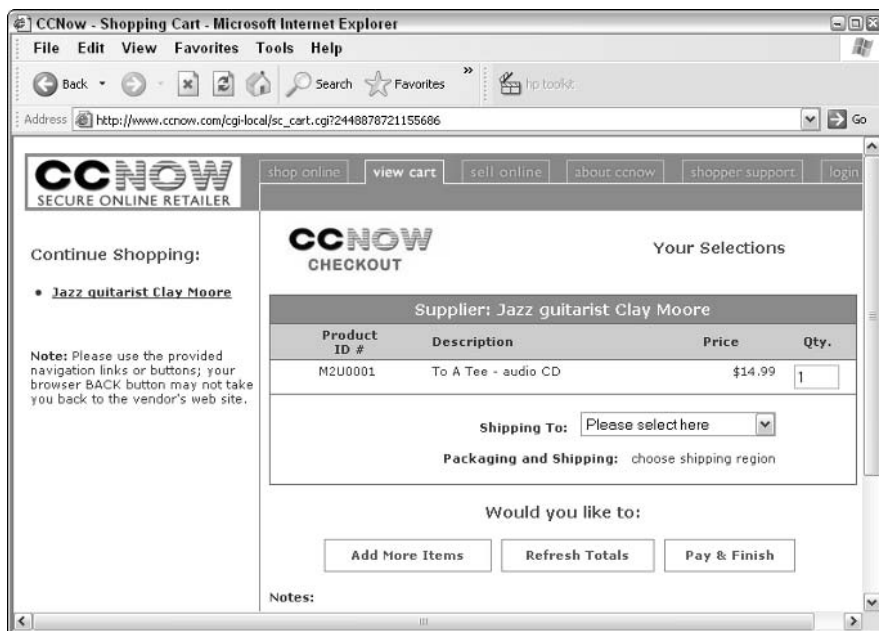 CCNow - Shopping Cart - Microsoft Internet Explorer
File Edit View Favorites Tools Help
Back Search Favorites » hp toolkit
Address http://www.ccnow.com/cgi-local/sc_cart.cgi?2448878721155686 Go
CCNOW
SECURE ONLINE RETAILER
shop online view cart sell online about ccnow shopper support login
Continue Shopping:
• Jazz guitarist Clay Moore
Note: Please use the provided
navigation links or buttons; your
browser BACK button may not take
you back to the vendor's web site.
CCNOW
CHECKOUT
Your Selections
Supplier: Jazz guitarist Clay Moore
Product
ID # Description Price Qty.
M2U0001 To A Tee - audio CD $14.99 1
Shipping To: Please select here
Packaging and Shipping: choose shipping region
Would you like to:
Add More Items Refresh Totals Pay & Finish
Notes: